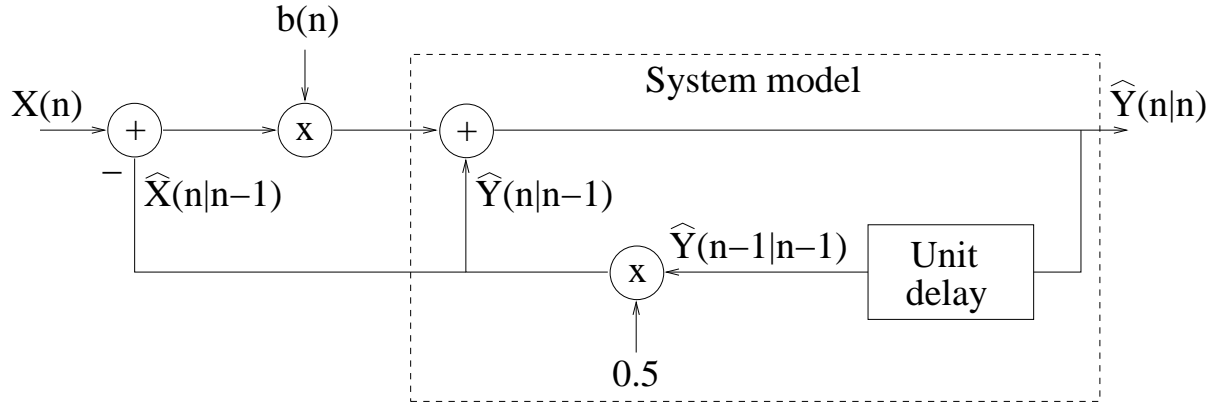 b(n)
System model
X(n)
+
x
+
Ŷ(n|n)
−
X̂(n|n−1)
Ŷ(n|n−1)
Ŷ(n−1|n−1)
x
Unit
delay
0.5